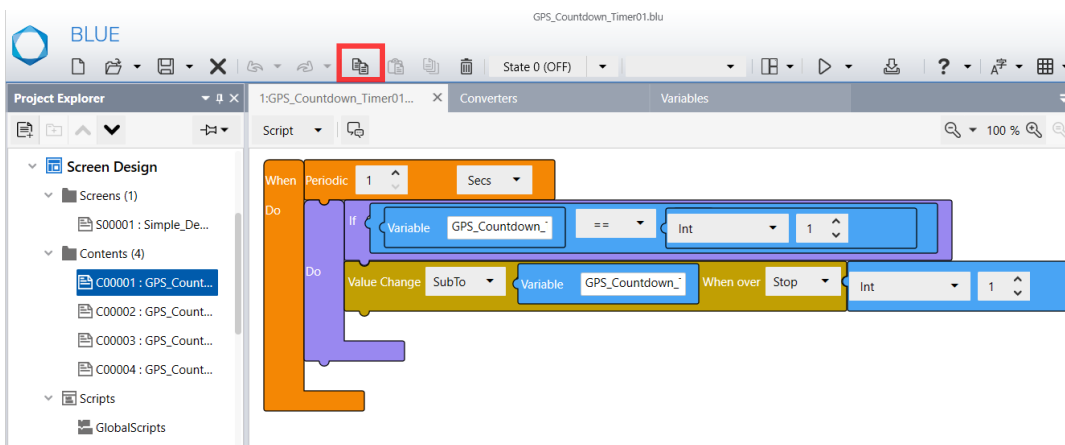 GPS_Countdown_Timer01.blu
BLUE
State 0 (OFF)
?
Project Explorer
1:GPS_Countdown_Timer01...
Converters
Variables
Script
100 %
Screen Design
Screens (1)
S00001 : Simple_De...
Contents (4)
C00001 : GPS_Count...
C00002 : GPS_Count...
C00003 : GPS_Count...
C00004 : GPS_Count...
Scripts
GlobalScripts
When Periodic 1 Secs
Do
If Variable GPS_Countdown_ == Int 1
Do Value Change SubTo Variable GPS_Countdown_ When over Stop Int 1